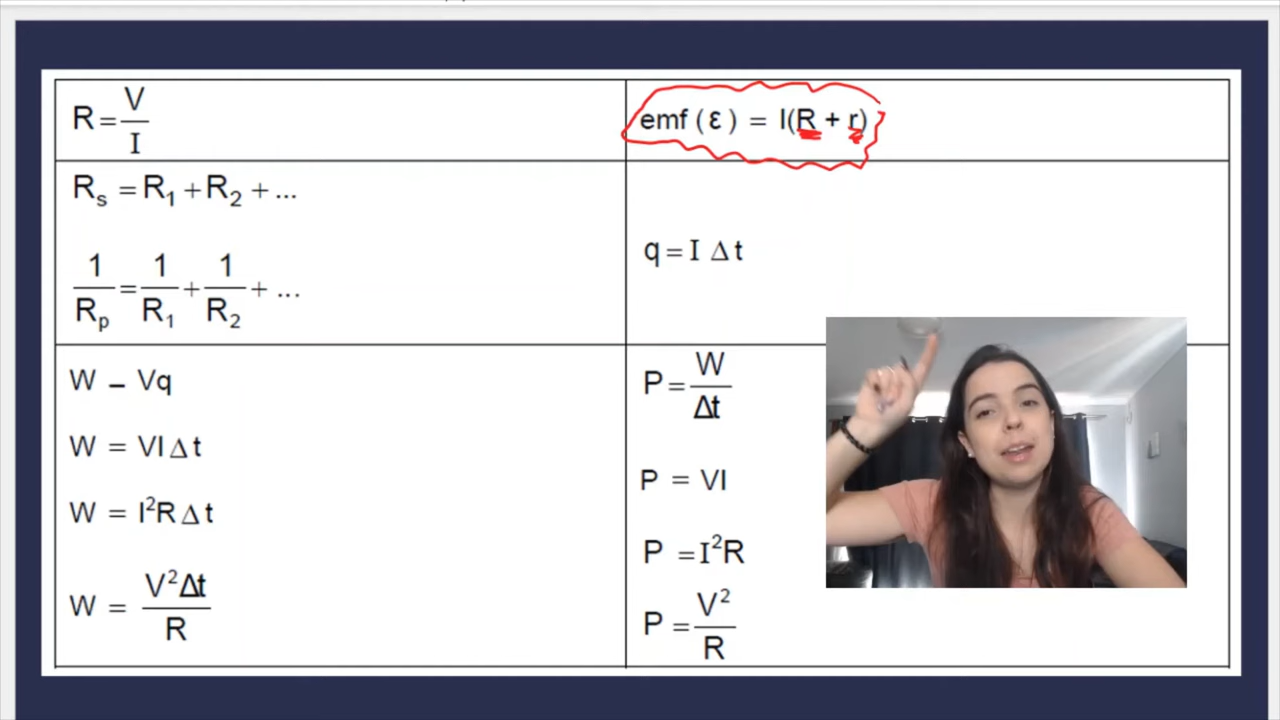 R = V/I
emf (ε) = I(R + r)
Rs = R1 + R2 + ...
1/Rp = 1/R1 + 1/R2 + ...
q = I Δt
W – Vq
W = VI Δt
W = I²R Δt
W = V²Δt/R
P = W/Δt
P = VI
P = I²R
P = V²/R